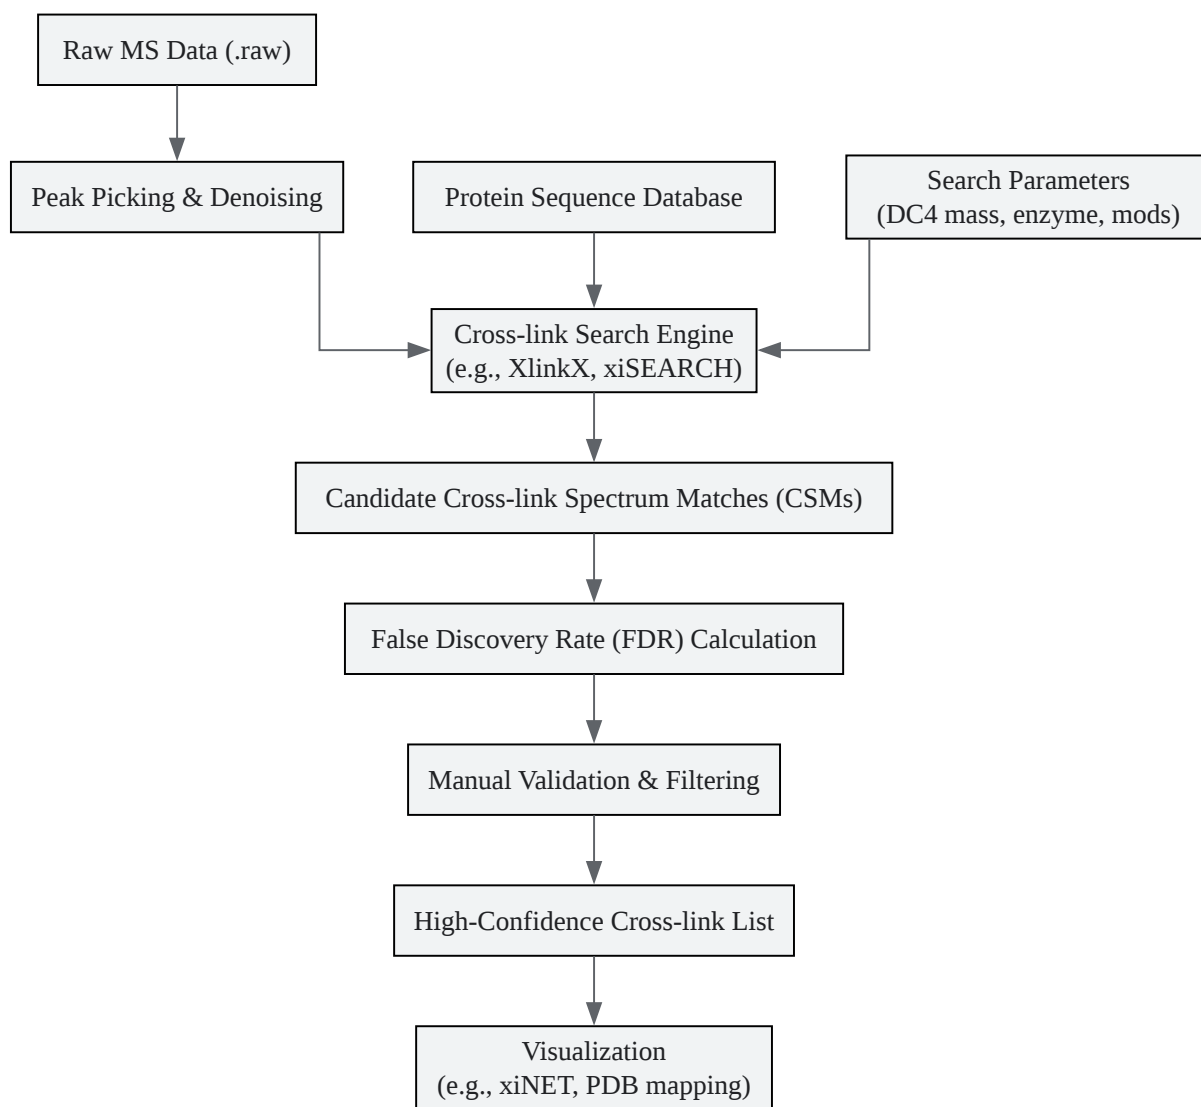 Raw MS Data (.raw)
Peak Picking & Denoising
Protein Sequence Database
Search Parameters
(DC4 mass, enzyme, mods)
Cross-link Search Engine
(e.g., XlinkX, xiSEARCH)
Candidate Cross-link Spectrum Matches (CSMs)
False Discovery Rate (FDR) Calculation
Manual Validation & Filtering
High-Confidence Cross-link List
Visualization
(e.g., xiNET, PDB mapping)